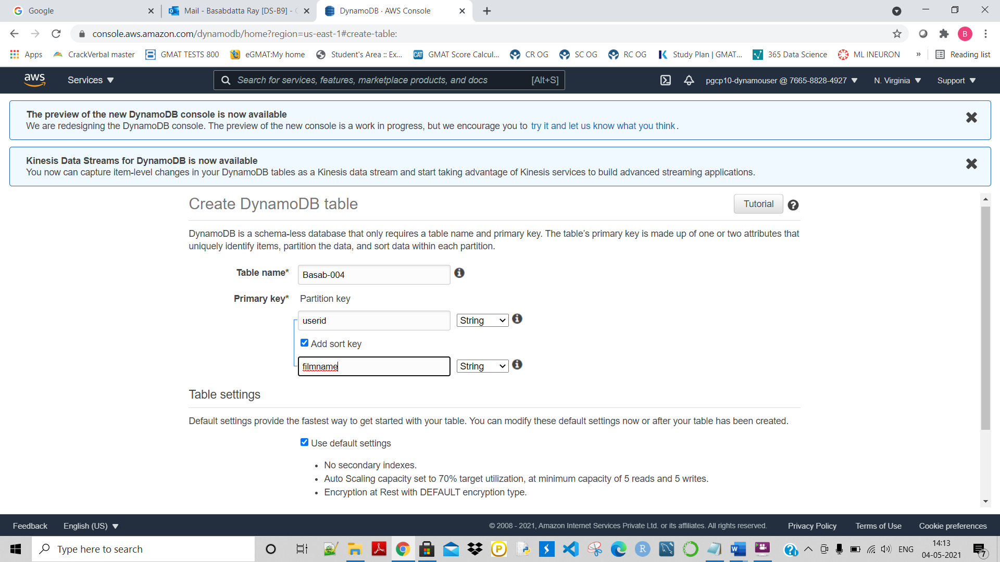 Google
Mail - Basabdatta Ray [DS-B9] -
DynamoDB · AWS Console
console.aws.amazon.com/dynamodb/home?region=us-east-1#create-table:
B
Apps
CrackVerbal master
GMAT TESTS 800
eGMAT:My home
Student's Area :: Ex...
CAT
GMAT Score Calcul...
CR OG
SC OG
RC OG
Study Plan | GMAT...
365 Data Science
ML INEURON
»
Reading list
aws
Services
Search for services, features, marketplace products, and docs
[Alt+S]
pgcp10-dynamouser @ 7665-8828-4927
N. Virginia
Support
The preview of the new DynamoDB console is now available
We are redesigning the DynamoDB console. The preview of the new console is a work in progress, but we encourage you to try it and let us know what you think.
Kinesis Data Streams for DynamoDB is now available
You now can capture item-level changes in your DynamoDB tables as a Kinesis data stream and start taking advantage of Kinesis services to build advanced streaming applications.
Create DynamoDB table
Tutorial
?
DynamoDB is a schema-less database that only requires a table name and primary key. The table's primary key is made up of one or two attributes that
uniquely identify items, partition the data, and sort data within each partition.
Table name*
Basab-004
Primary key*
Partition key
userid
String
Add sort key
filmname
String
Table settings
Default settings provide the fastest way to get started with your table. You can modify these default settings now or after your table has been created.
Use default settings
• No secondary indexes.
• Auto Scaling capacity set to 70% target utilization, at minimum capacity of 5 reads and 5 writes.
• Encryption at Rest with DEFAULT encryption type.
Feedback
English (US)
© 2008 - 2021, Amazon Internet Services Private Ltd. or its affiliates. All rights reserved.
Privacy Policy
Terms of Use
Cookie preferences
Type here to search
ENG
14:13
04-05-2021
7